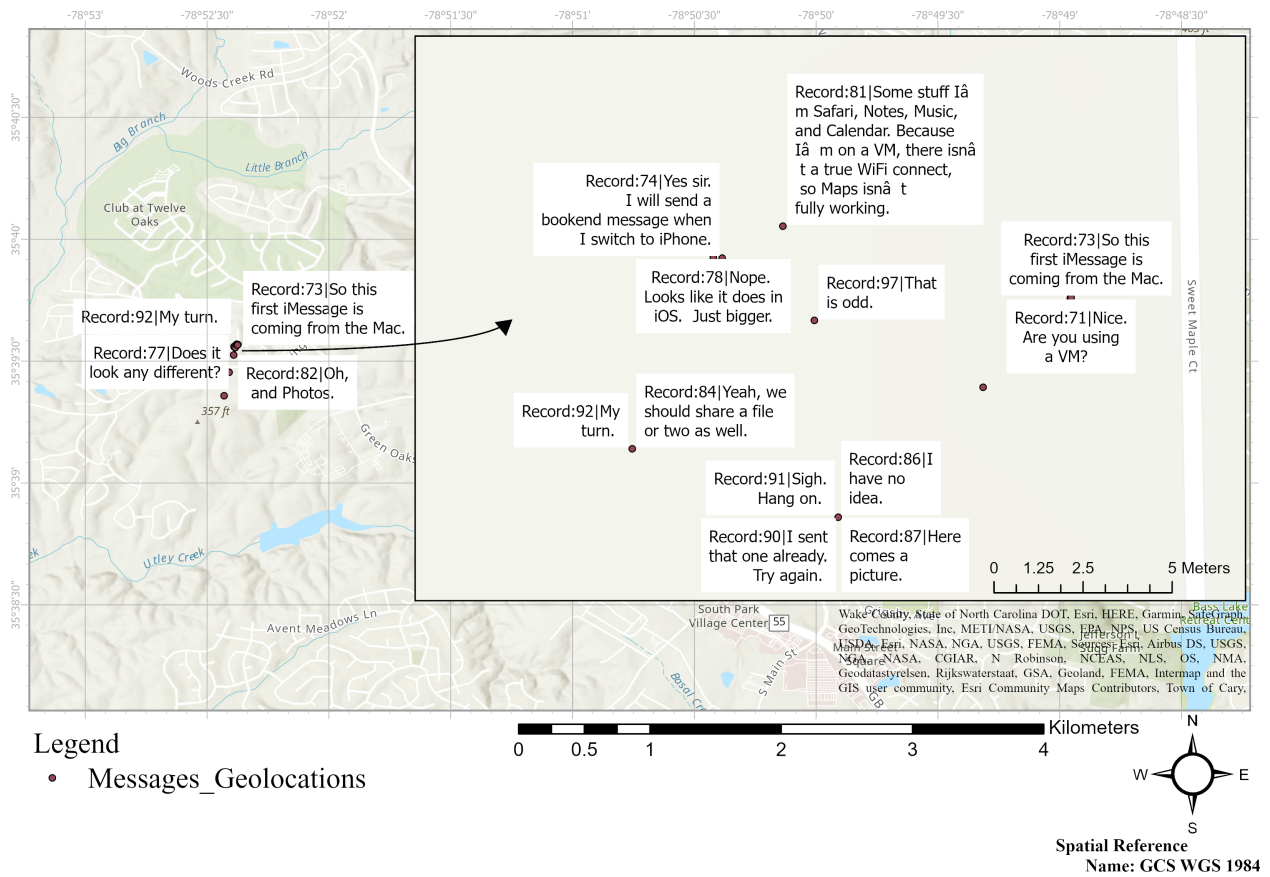 -78°53'
-78°52'30"
-78°52'
-78°51'30"
-78°51'
-78°50'30"
-78°50'
-78°49'30"
-78°49'
-78°48'30"
35°40'30"
35°40'
35°39'30"
35°39'
35°38'30"
Woods Creek Rd
Big Branch
Little Branch
Club at Twelve
Oaks
Record:73|So this
first iMessage is
coming from the Mac.
Record:92|My turn.
Record:77|Does it
look any different?
Record:82|Oh,
and Photos.
357 ft
Green Oaks
Utley Creek
Avent Meadows Ln
Record:81|Some stuff Iâ
m Safari, Notes, Music,
and Calendar. Because
Iâ m on a VM, there isnâ
t a true WiFi connect,
so Maps isnâ t
fully working.
Record:74|Yes sir.
I will send a
bookend message when
I switch to iPhone.
Record:78|Nope.
Looks like it does in
iOS. Just bigger.
Record:97|That
is odd.
Record:73|So this
first iMessage is
coming from the Mac.
Record:71|Nice.
Are you using
a VM?
Sweet Maple Ct
Record:92|My
turn.
Record:84|Yeah, we
should share a file
or two as well.
Record:91|Sigh.
Hang on.
Record:86|I
have no
idea.
Record:90|I sent
that one already.
Try again.
Record:87|Here
comes a
picture.
0 1.25 2.5 5 Meters
South Park
Village Center
55
S Main St
Main Street
Square
GB
Jefferson L
Sugg Farm
Bass Lake
Retreat Cent
Wake County, State of North Carolina DOT, Esri, HERE, Garmin, SafeGraph,
GeoTechnologies, Inc, METI/NASA, USGS, EPA, NPS, US Census Bureau,
USDA, Esri, NASA, NGA, USGS, FEMA, Sources: Esri, Airbus DS, USGS,
NGA, NASA, CGIAR, N Robinson, NCEAS, NLS, OS, NMA,
Geodatastyrelsen, Rijkswaterstaat, GSA, Geoland, FEMA, Intermap and the
GIS user community, Esri Community Maps Contributors, Town of Cary,
Legend
Messages_Geolocations
Kilometers
0 0.5 1 2 3 4
N
W
E
S
Spatial Reference
Name: GCS WGS 1984